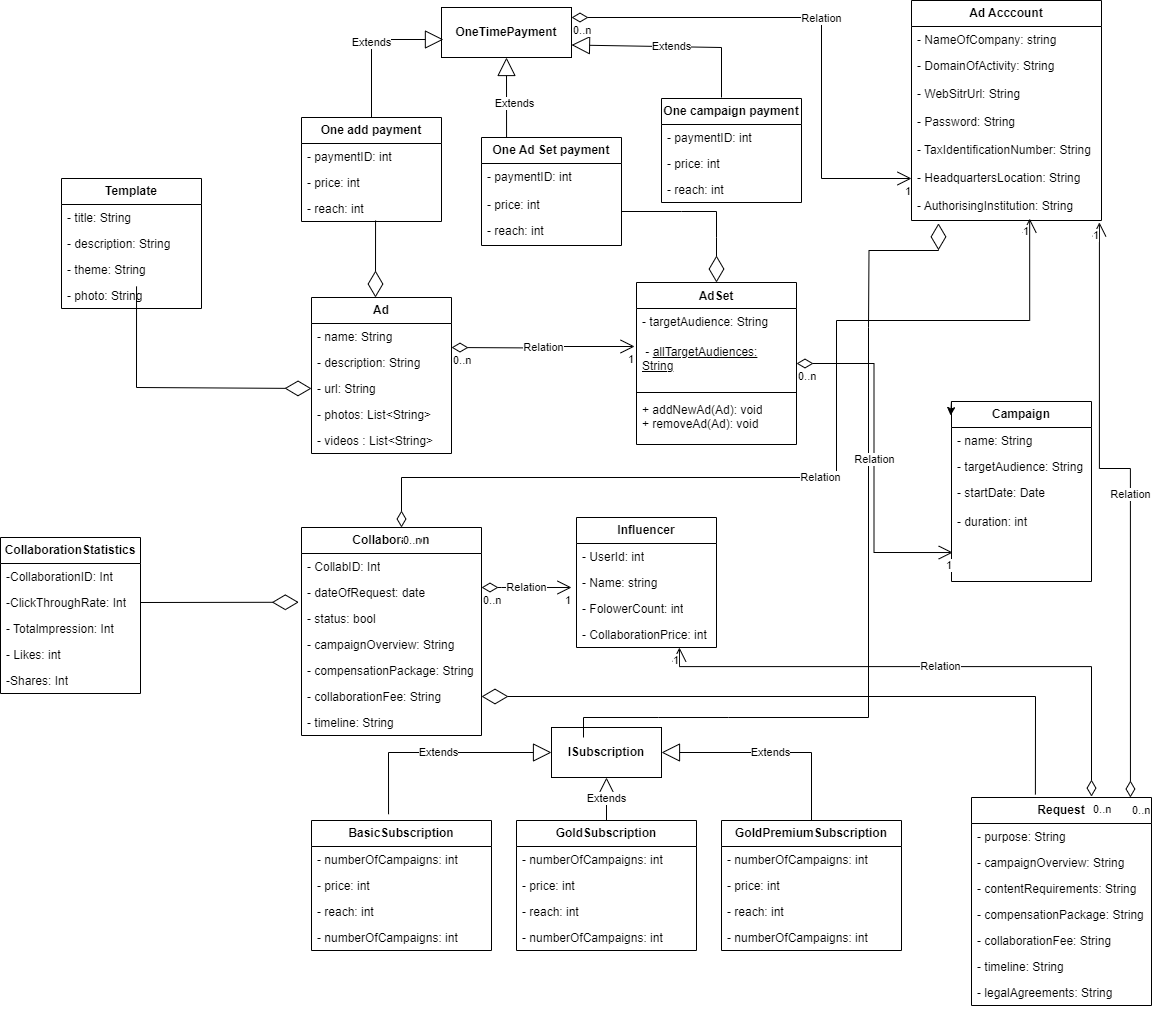 OneTimePayment
0..n
Relation
Extends
Extends
Extends
Ad Acccount
- NameOfCompany: string
- DomainOfActivity: String
- WebSitrUrl: String
- Password: String
- TaxIdentificationNumber: String
- HeadquartersLocation: String
- AuthorisingInstitution: String
1
1
1
One add payment
- paymentID: int
- price: int
- reach: int
One Ad Set payment
- paymentID: int
- price: int
- reach: int
One campaign payment
- paymentID: int
- price: int
- reach: int
Template
- title: String
- description: String
- theme: String
- photo: String
Ad
- name: String
- description: String
- url: String
- photos: List<String>
- videos : List<String>
0..n
Relation
1
AdSet
- targetAudience: String
- allTargetAudiences:
String
+ addNewAd(Ad): void
+ removeAd(Ad): void
0..n
Relation
1
Campaign
- name: String
- targetAudience: String
- startDate: Date
- duration: int
Relation
Relation
CollaborationStatistics
-CollaborationID: Int
-ClickThroughRate: Int
- Totalmpression: Int
- Likes: int
-Shares: Int
0..n
- CollabID: Int
- dateOfRequest: date
- status: bool
- campaignOverview: String
- compensationPackage: String
- collaborationFee: String
- timeline: String
0..n
Relation
1
Influencer
- UserId: int
- Name: string
- FolowerCount: int
- CollaborationPrice: int
1
Relation
ISubscription
Extends
Extends
Extends
BasicSubscription
- numberOfCampaigns: int
- price: int
- reach: int
- numberOfCampaigns: int
GoldSubscription
- numberOfCampaigns: int
- price: int
- reach: int
- numberOfCampaigns: int
GoldPremiumSubscription
- numberOfCampaigns: int
- price: int
- reach: int
- numberOfCampaigns: int
Request
0..n
0..n
- purpose: String
- campaignOverview: String
- contentRequirements: String
- compensationPackage: String
- collaborationFee: String
- timeline: String
- legalAgreements: String